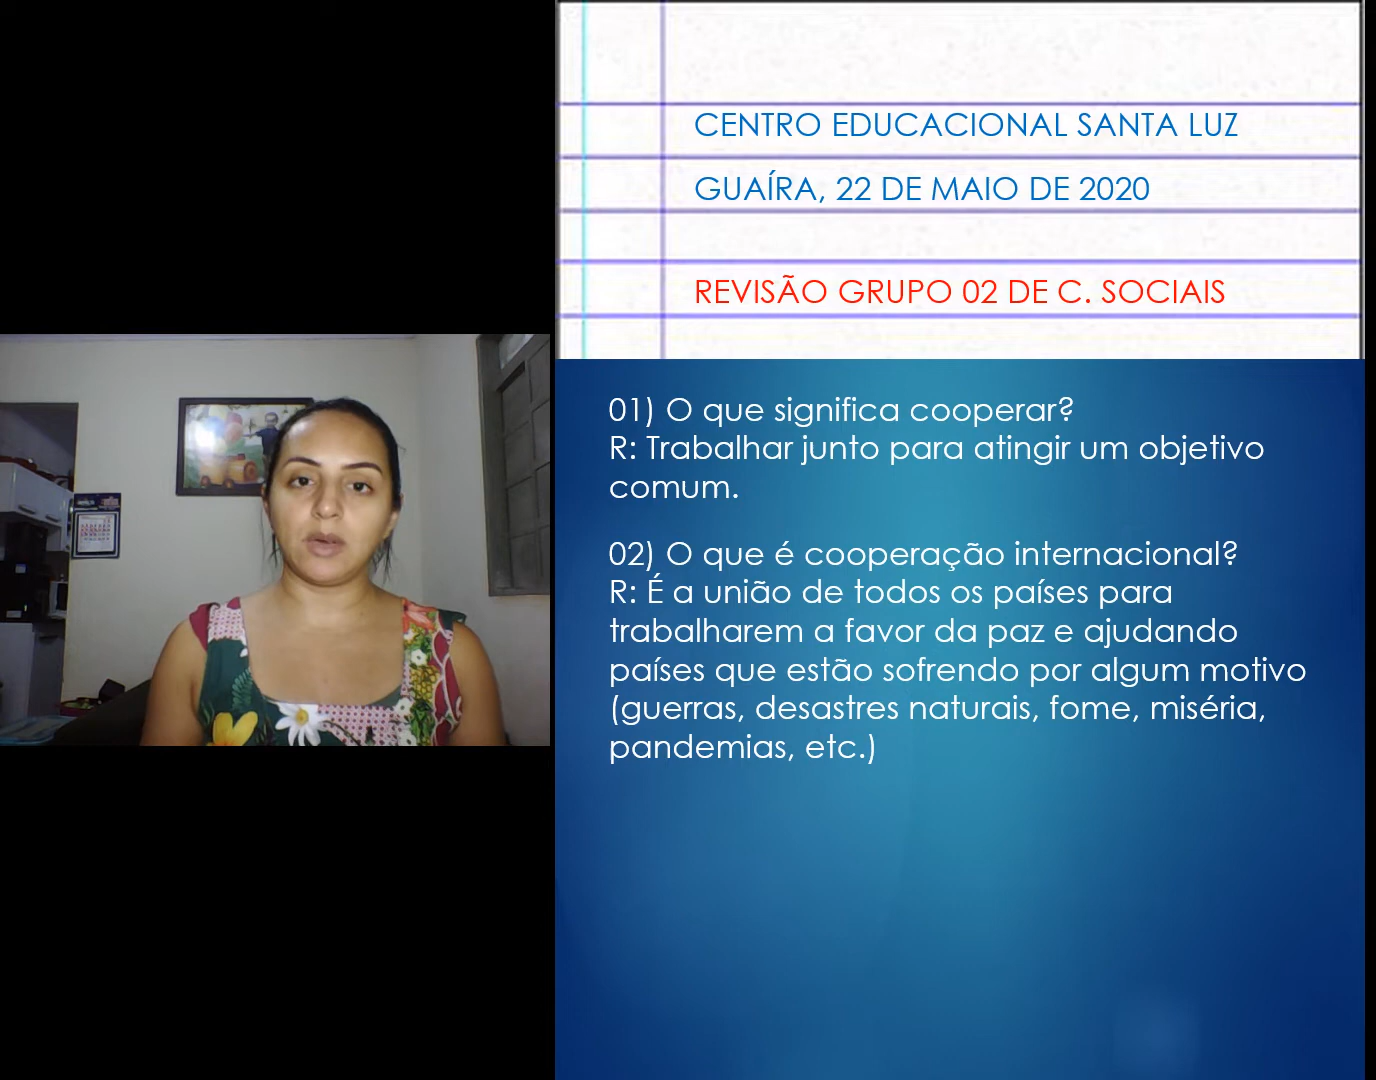 CENTRO EDUCACIONAL SANTA LUZ
GUAÍRA, 22 DE MAIO DE 2020
REVISÃO GRUPO 02 DE C. SOCIAIS
01) O que significa cooperar?
R: Trabalhar junto para atingir um objetivo
comum.
02) O que é cooperação internacional?
R: É a união de todos os países para
trabalharem a favor da paz e ajudando
países que estão sofrendo por algum motivo
(guerras, desastres naturais, fome, miséria,
pandemias, etc.)